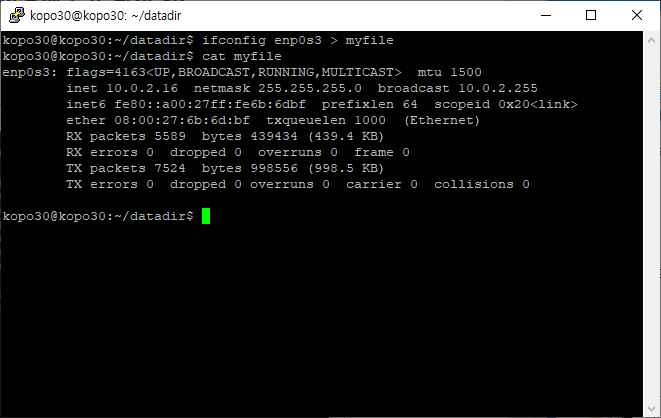 kopo30@kopo30: ~/datadir
kopo30@kopo30:~/datadir$ ifconfig enp0s3 > myfile
kopo30@kopo30:~/datadir$ cat myfile
enp0s3: flags=4163<UP,BROADCAST,RUNNING,MULTICAST>  mtu 1500
        inet 10.0.2.16  netmask 255.255.255.0  broadcast 10.0.2.255
        inet6 fe80::a00:27ff:fe6b:6dbf  prefixlen 64  scopeid 0x20<link>
        ether 08:00:27:6b:6d:bf  txqueuelen 1000  (Ethernet)
        RX packets 5589  bytes 439434 (439.4 KB)
        RX errors 0  dropped 0  overruns 0  frame 0
        TX packets 7524  bytes 998556 (998.5 KB)
        TX errors 0  dropped 0 overruns 0  carrier 0  collisions 0
kopo30@kopo30:~/datadir$